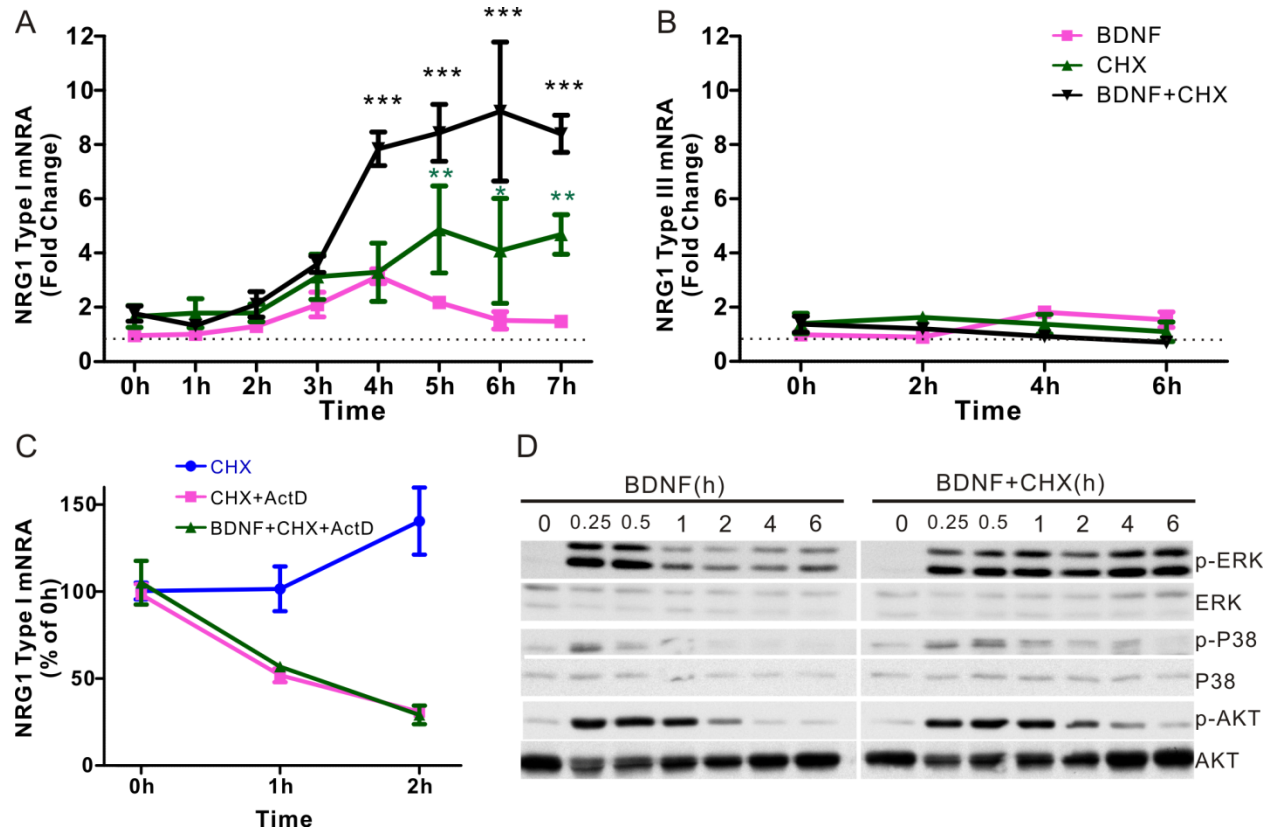 A
12
10
8
6
4
2
0
NRG1 Type I mNRA
(Fold Change)
***
***
***
***
**
*
**
0h 1h 2h 3h 4h 5h 6h 7h
Time
B
12
10
8
6
4
2
0
NRG1 Type III mNRA
(Fold Change)
BDNF
CHX
BDNF+CHX
0h 2h 4h 6h
Time
C
CHX
CHX+ActD
BDNF+CHX+ActD
150
100
50
0
NRG1 Type I mNRA
(% of 0h)
0h 1h 2h
Time
D
BDNF(h) BDNF+CHX(h)
0 0.25 0.5 1 2 4 6 0 0.25 0.5 1 2 4 6
p-ERK
ERK
p-P38
P38
p-AKT
AKT